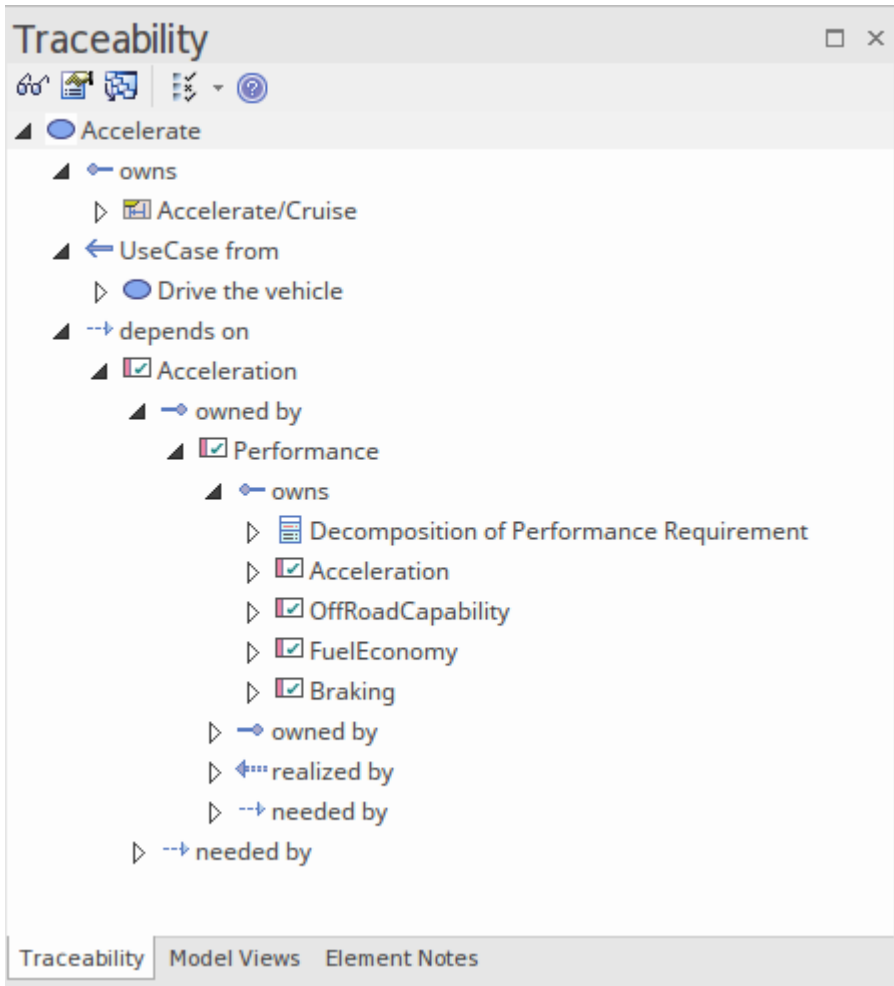 Traceability
Accelerate
owns
Accelerate/Cruise
UseCase from
Drive the vehicle
depends on
Acceleration
owned by
Performance
owns
Decomposition of Performance Requirement
Acceleration
OffRoadCapability
FuelEconomy
Braking
owned by
realized by
needed by
needed by
Traceability Model Views Element Notes